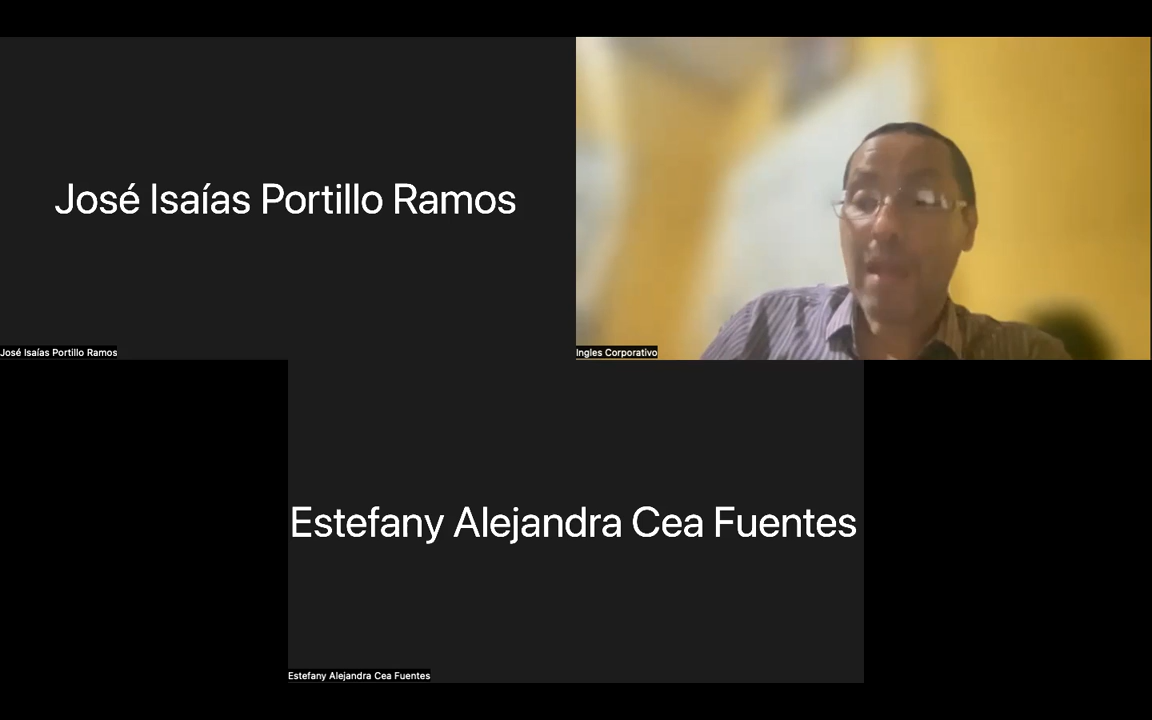 José Isaías Portillo Ramos
José Isaías Portillo Ramos
Ingles Corporativo
Estefany Alejandra Cea Fuentes
Estefany Alejandra Cea Fuentes